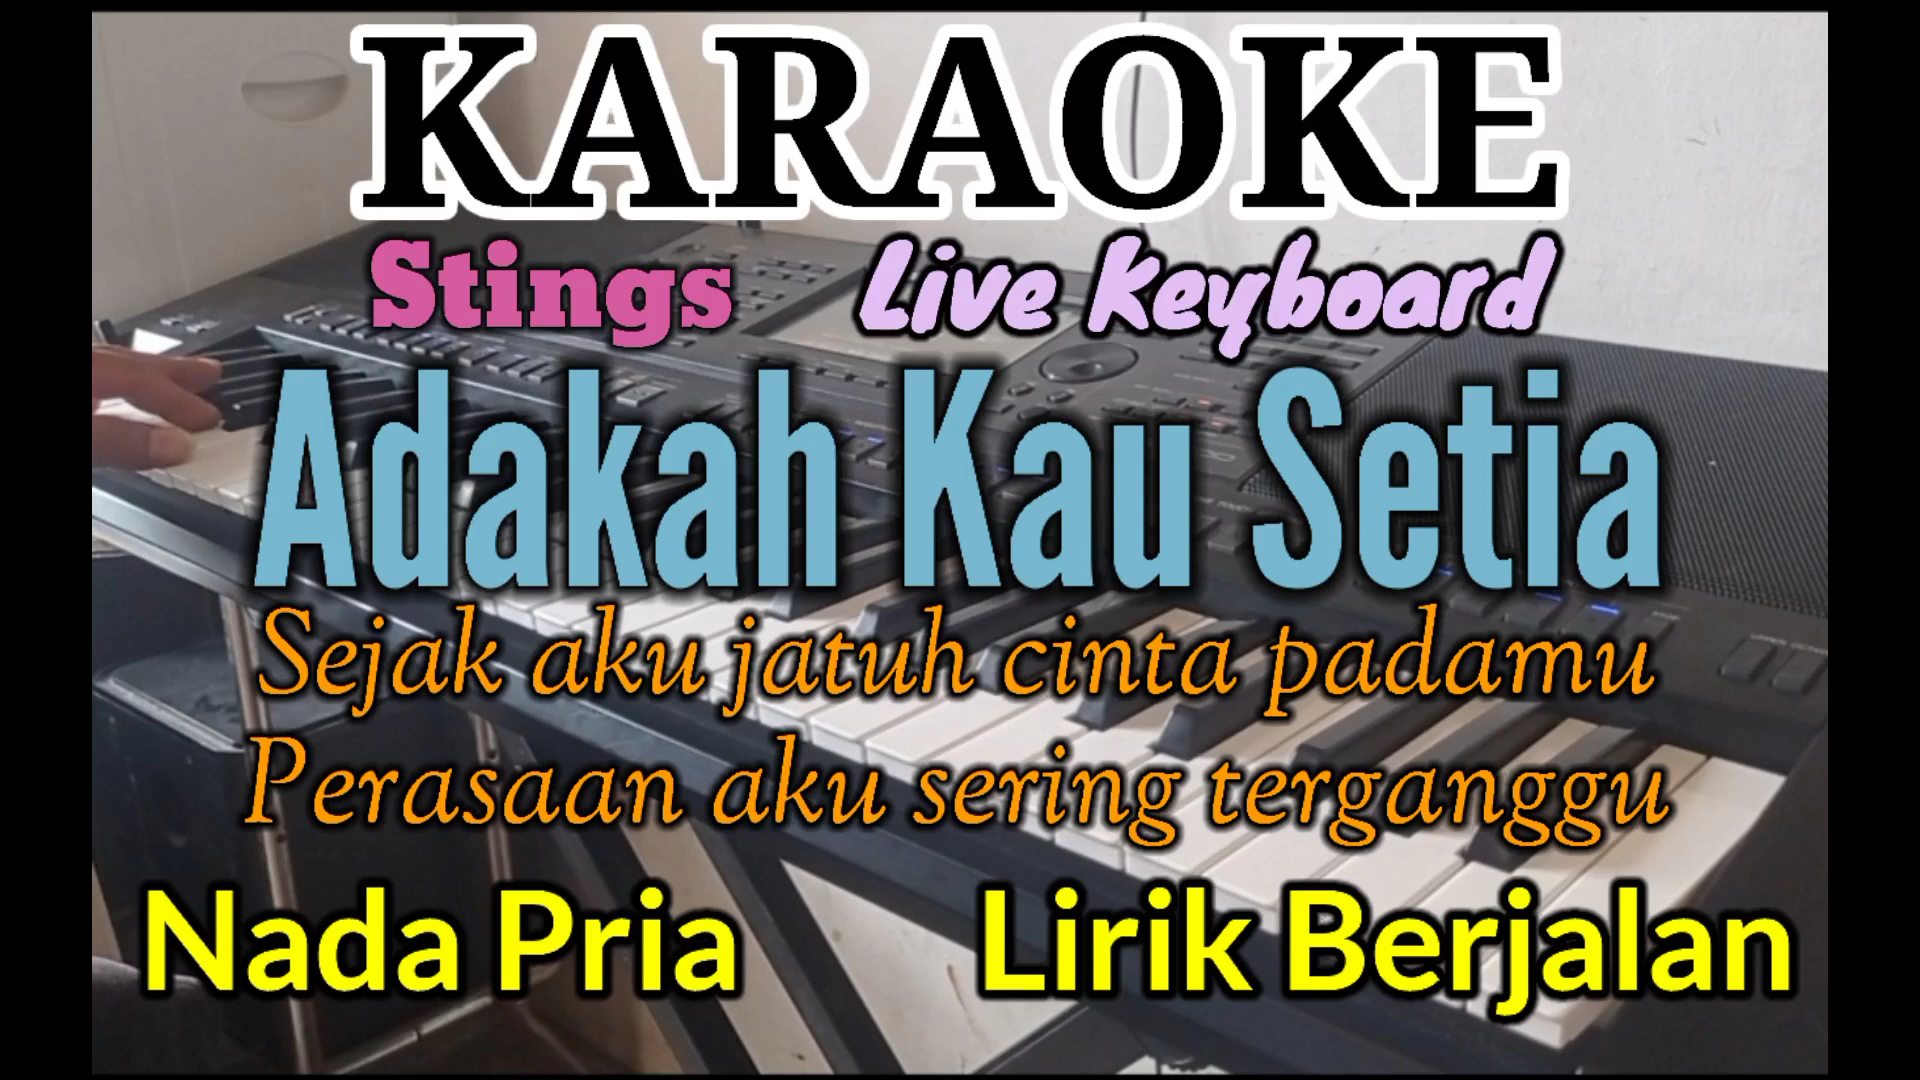 KARAOKE
Stings Live Keyboard
Adakah Kau Setia
Sejak aku jatuh cinta padamu
Perasaan aku sering terganggu
Nada Pria Lirik Berjalan